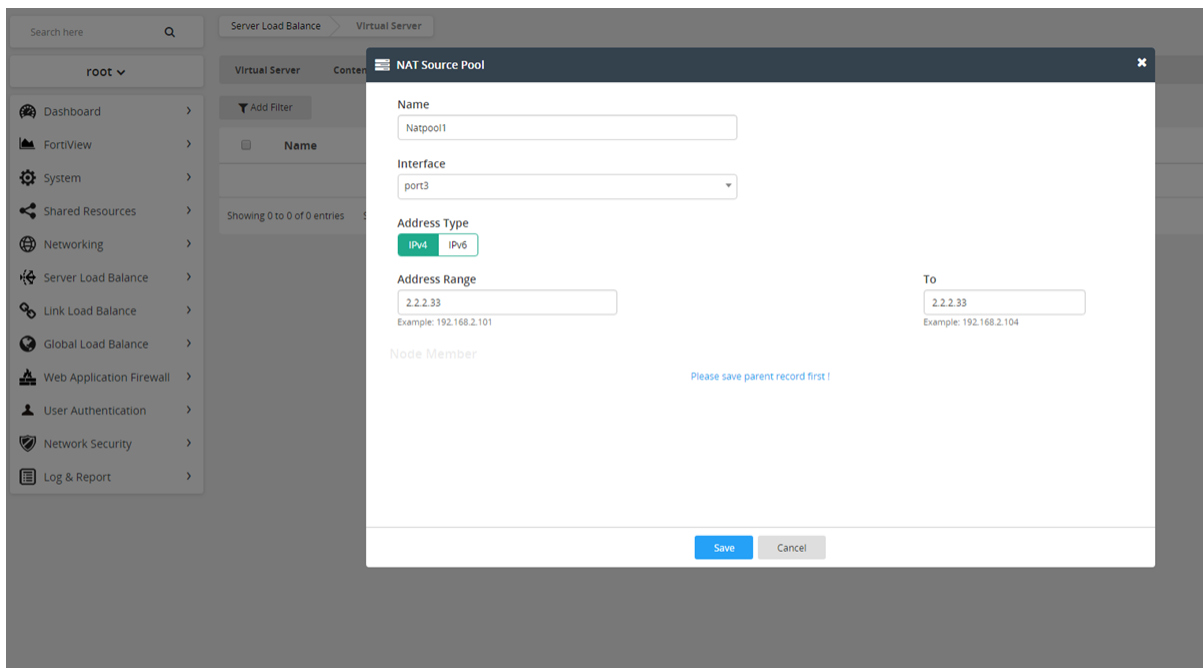 Search here
root
Dashboard
FortiView
System
Shared Resources
Networking
Server Load Balance
Link Load Balance
Global Load Balance
Web Application Firewall
User Authentication
Network Security
Log & Report
Server Load Balance Virtual Server
Virtual Server Conten
Add Filter
Name
Showing 0 to 0 of 0 entries S
NAT Source Pool
Name
Natpool1
Interface
port3
Address Type
IPv4 IPv6
Address Range To
2.2.2.33 2.2.2.33
Example: 192.168.2.101 Example: 192.168.2.104
Node Member
Please save parent record first !
Save Cancel